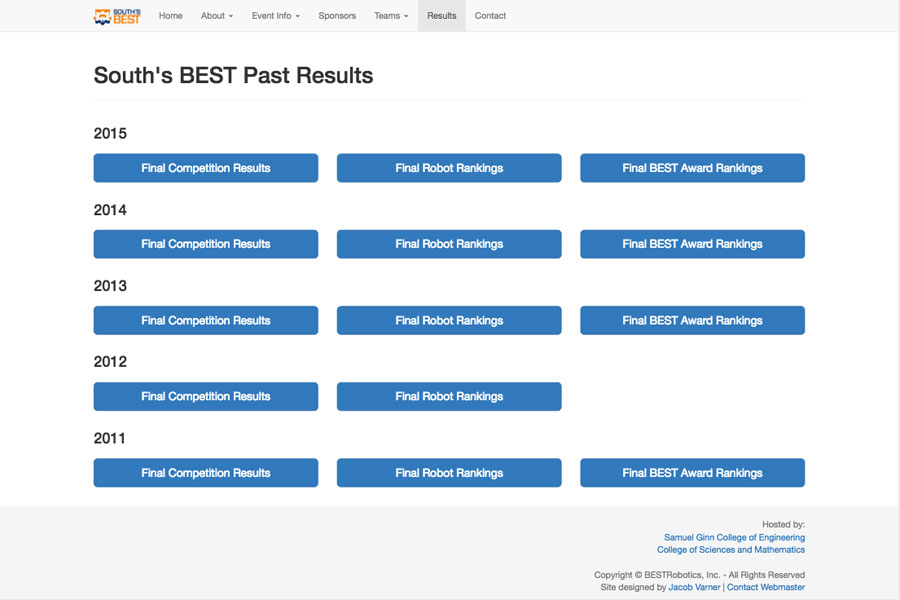 SOUTH'S BEST
Home About Event Info Sponsors Teams Results Contact
South's BEST Past Results
2015
Final Competition Results Final Robot Rankings Final BEST Award Rankings
2014
Final Competition Results Final Robot Rankings Final BEST Award Rankings
2013
Final Competition Results Final Robot Rankings Final BEST Award Rankings
2012
Final Competition Results Final Robot Rankings
2011
Final Competition Results Final Robot Rankings Final BEST Award Rankings
Hosted by:
Samuel Ginn College of Engineering
College of Sciences and Mathematics
Copyright © BESTRobotics, Inc. - All Rights Reserved
Site designed by Jacob Varner | Contact Webmaster